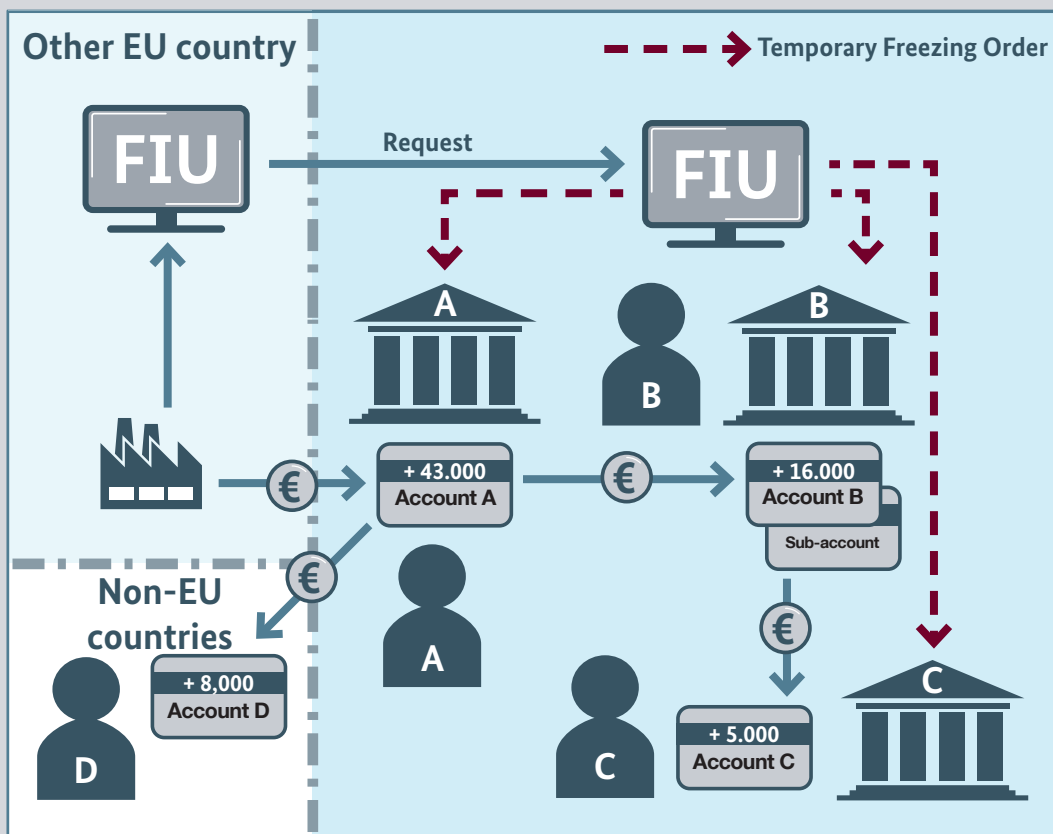 Other EU country
Temporary Freezing Order
FIU
Request
FIU
A
B
B
+ 43.000
Account A
+ 16.000
Account B
Sub-account
€
€
€
€
Non-EU
countries
A
+ 8,000
Account D
D
C
+ 5.000
Account C
C